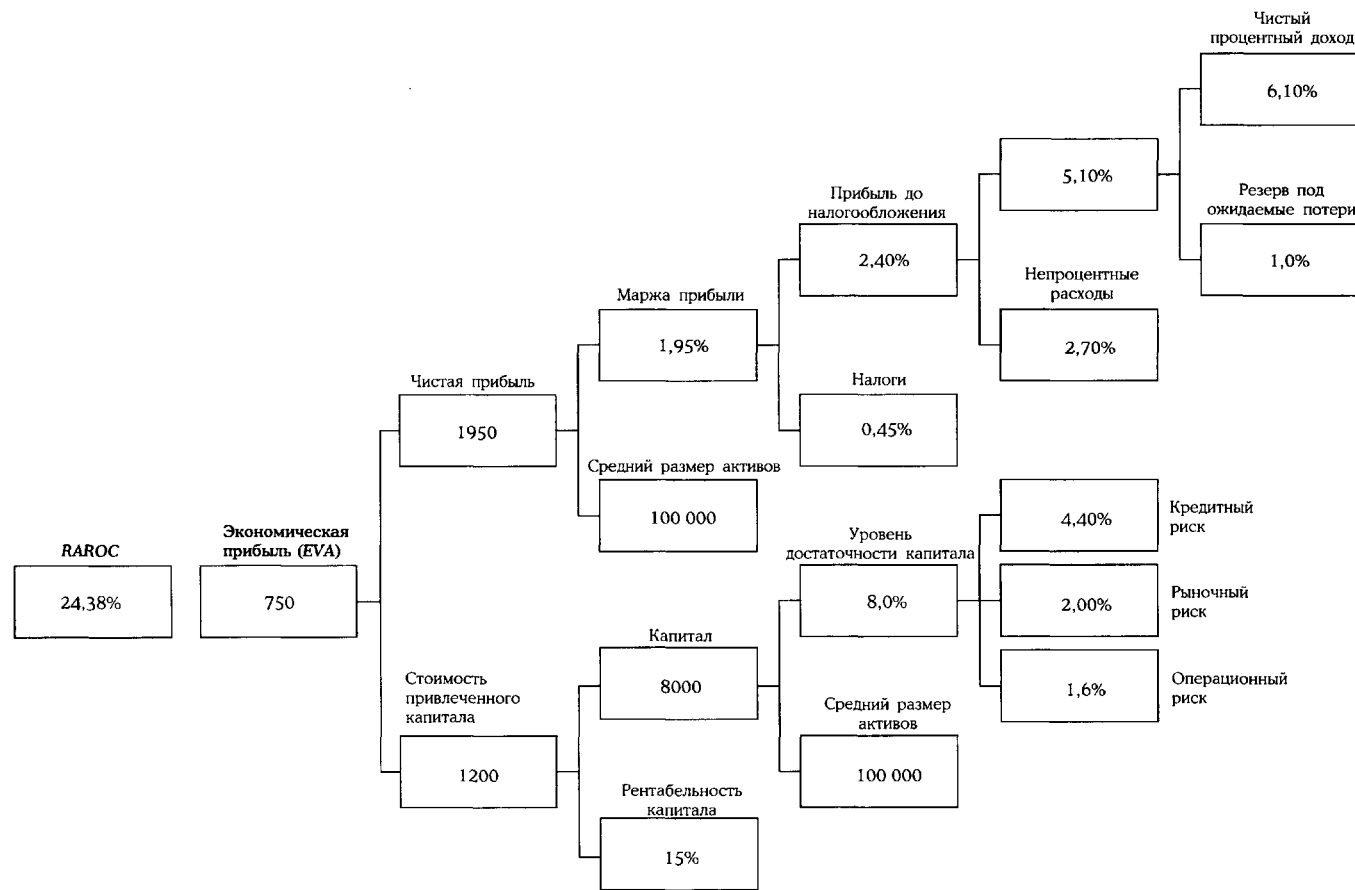 Чистый
процентный доход
6,10%
5,10%
Прибыль до
налогообложения
2,40%
Резерв под
ожидаемые потери
1,0%
Непроцентные
расходы
2,70%
Маржа прибыли
1,95%
Чистая прибыль
1950
Налоги
0,45%
Средний размер активов
100 000
RAROC
24,38%
Экономическая
прибыль (EVA)
750
Уровень
достаточности капитала
8,0%
4,40%
Кредитный
риск
2,00%
Рыночный
риск
1,6%
Операционный
риск
Капитал
8000
Стоимость
привлеченного
капитала
1200
Средний размер
активов
100 000
Рентабельность
капитала
15%